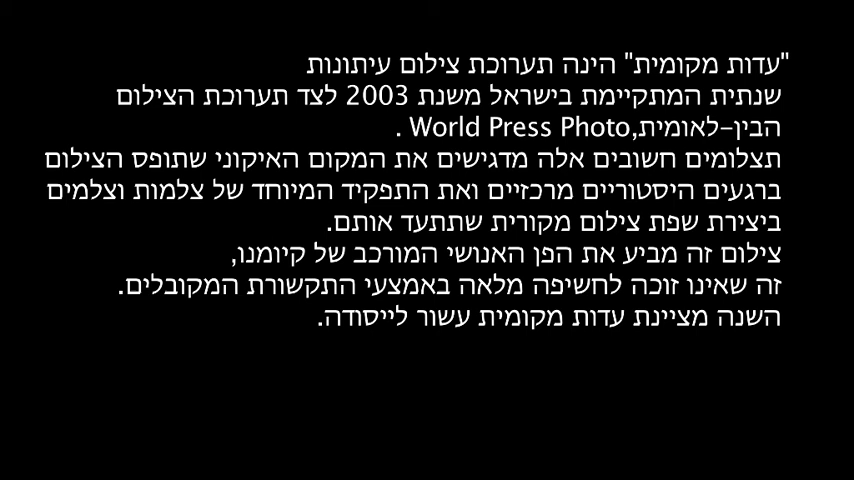 "עדות מקומית" הינה תערוכת צילום עיתונות
שנתית המתקיימת בישראל משנת 2003 לצד תערוכת הצילום
הבין-לאומית,World Press Photo .
תצלומים חשובים אלה מדגישים את המקום האיקוני שתופס הצילום
ברגעים היסטוריים מרכזיים ואת התפקיד המיוחד של צלמות וצלמים
ביצירת שפת צילום מקורית שתתעד אותם.
צילום זה מביע את הפן האנושי המורכב של קיומנו,
זה שאינו זוכה לחשיפה מלאה באמצעי התקשורת המקובלים.
השנה מציינת עדות מקומית עשור לייסודה.